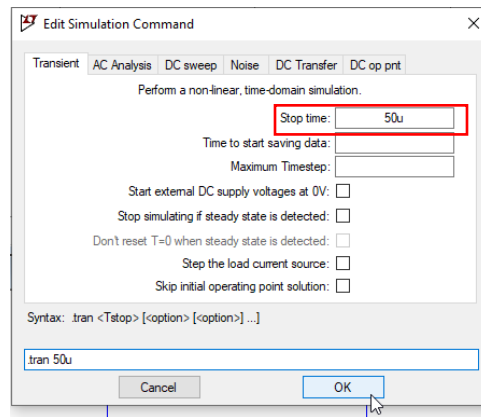 Edit Simulation Command
Transient AC Analysis DC sweep Noise DC Transfer DC op pnt
Perform a non-linear, time-domain simulation.
Stop time: 50u
Time to start saving data:
Maximum Timestep:
Start external DC supply voltages at 0V:
Stop simulating if steady state is detected:
Don't reset T=0 when steady state is detected:
Step the load current source:
Skip initial operating point solution:
Syntax: .tran <Tstop> [<option> [<option>] ...]
.tran 50u
Cancel OK